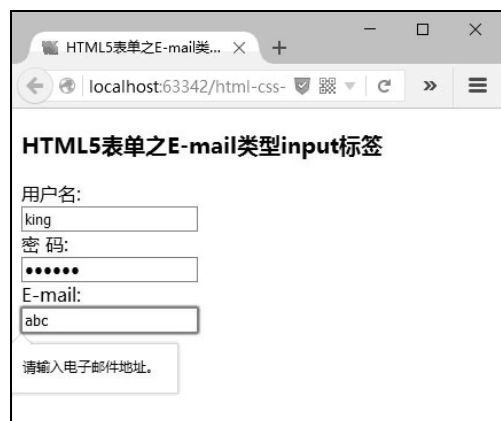 HTML5表单之E-mail类...
localhost:63342/html-css-
HTML5表单之E-mail类型input标签
用户名:
king
密 码:
●●●●●●
E-mail:
abc
请输入电子邮件地址。